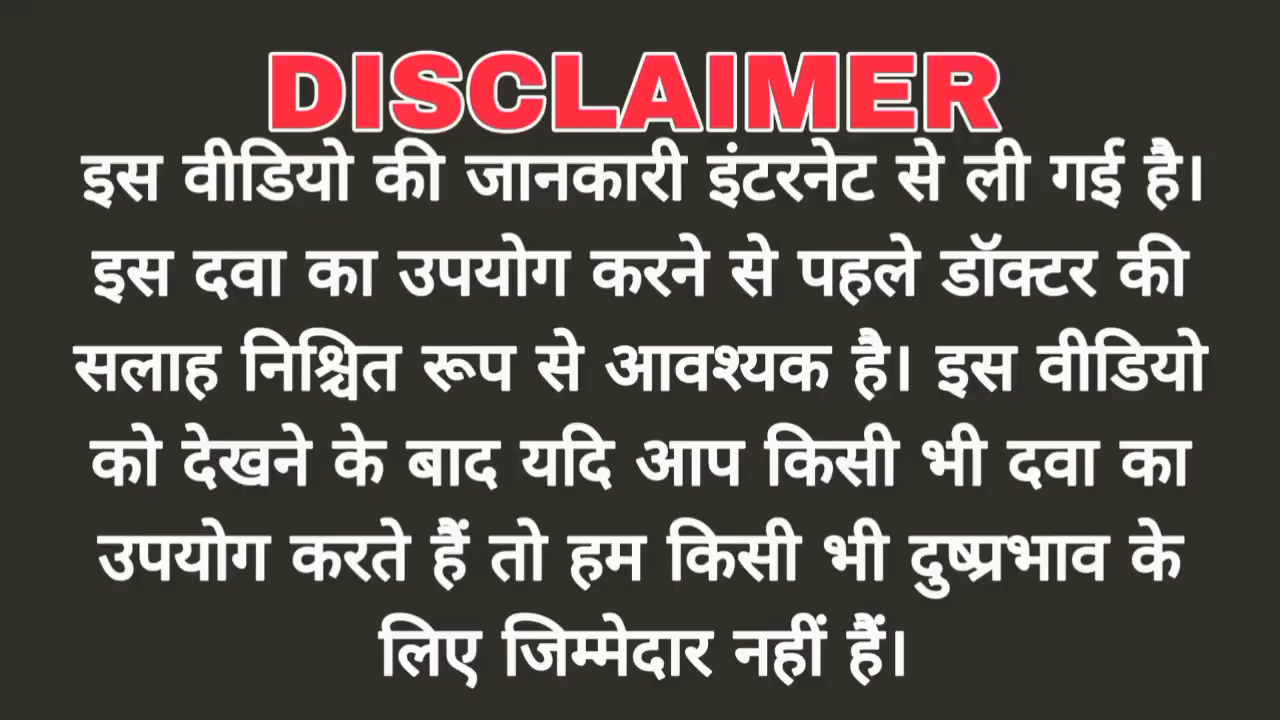 DISCLAIMER
इस वीडियो की जानकारी इंटरनेट से ली गई है।
इस दवा का उपयोग करने से पहले डॉक्टर की
सलाह निश्चित रूप से आवश्यक है। इस वीडियो
को देखने के बाद यदि आप किसी भी दवा का
उपयोग करते हैं तो हम किसी भी दुष्प्रभाव के
लिए जिम्मेदार नहीं हैं।